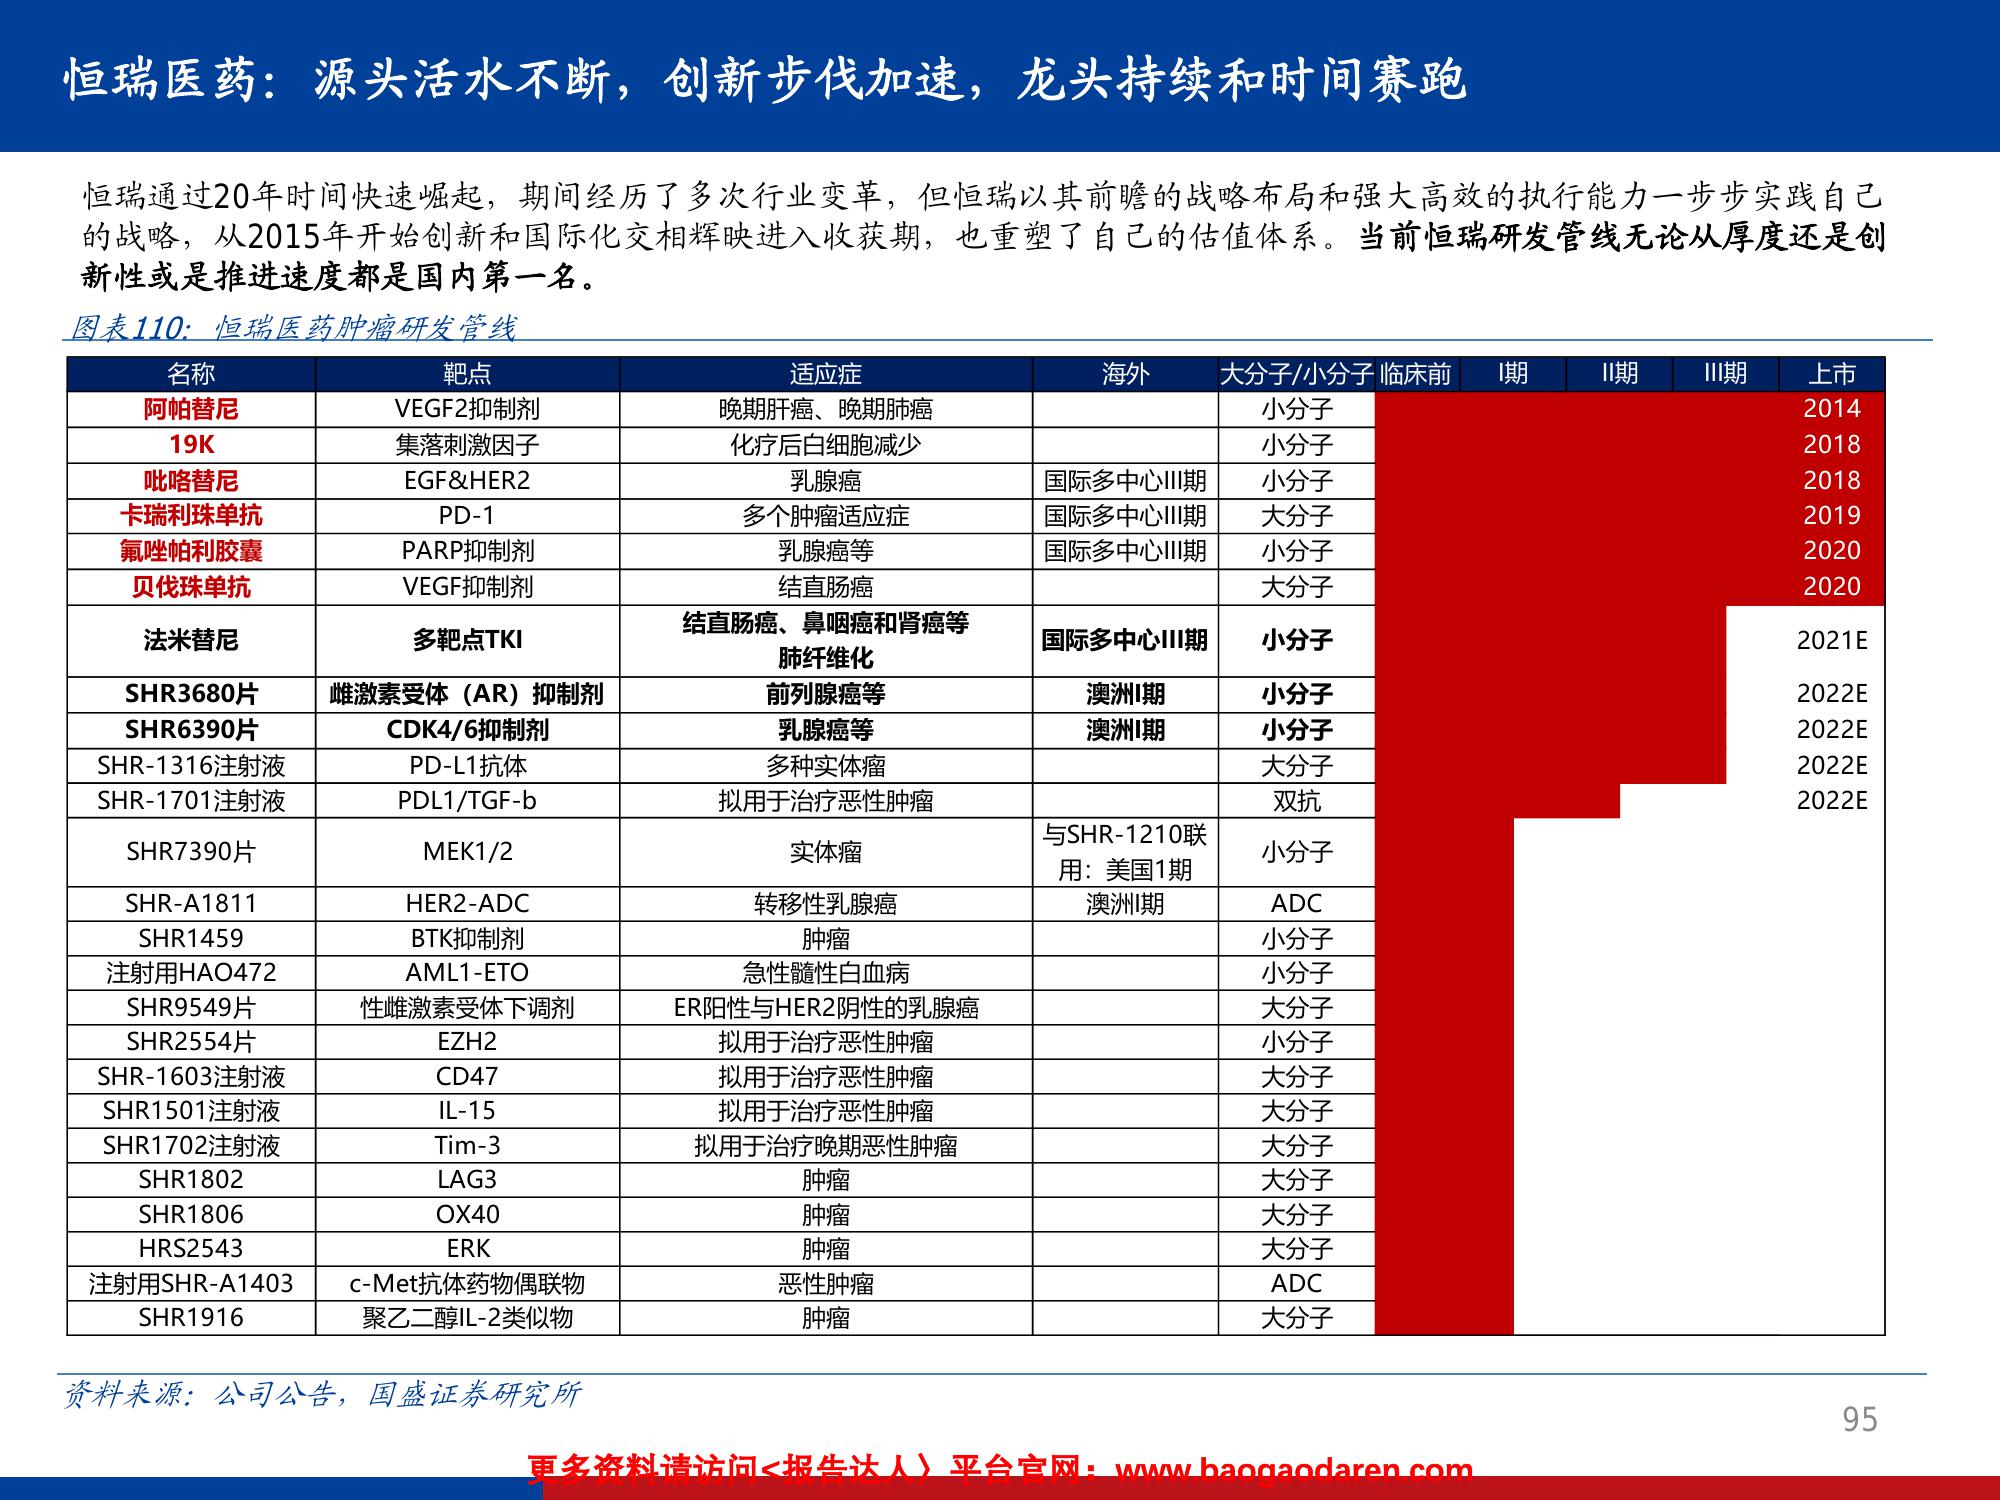 恒瑞医药：源头活水不断，创新步伐加速，龙头持续和时间赛跑
恒瑞通过20年时间快速崛起，期间经历了多次行业变革，但恒瑞以其前瞻的战略布局和强大高效的执行能力一步步实践自己
的战略，从2015年开始创新和国际化交相辉映进入收获期，也重塑了自己的估值体系。当前恒瑞研发管线无论从厚度还是创
新性或是推进速度都是国内第一名。
图表110：恒瑞医药肿瘤研发管线
名称 靶点 适应症 海外 大分子/小分子 临床前 I期 II期 III期 上市
阿帕替尼 VEGF2抑制剂 晚期肝癌、晚期肺癌 小分子 2014
19K 集落刺激因子 化疗后白细胞减少 小分子 2018
吡咯替尼 EGF&HER2 乳腺癌 国际多中心III期 小分子 2018
卡瑞利珠单抗 PD-1 多个肿瘤适应症 国际多中心III期 大分子 2019
氟唑帕利胶囊 PARP抑制剂 乳腺癌等 国际多中心III期 小分子 2020
贝伐珠单抗 VEGF抑制剂 结直肠癌 大分子 2020
法米替尼 多靶点TKI 结直肠癌、鼻咽癌和肾癌等 国际多中心III期 小分子 2021E
肺纤维化
SHR3680片 雌激素受体（AR）抑制剂 前列腺癌等 澳洲I期 小分子 2022E
SHR6390片 CDK4/6抑制剂 乳腺癌等 澳洲I期 小分子 2022E
SHR-1316注射液 PD-L1抗体 多种实体瘤 大分子 2022E
SHR-1701注射液 PDL1/TGF-b 拟用于治疗恶性肿瘤 双抗 2022E
SHR7390片 MEK1/2 实体瘤 与SHR-1210联 小分子
用：美国1期
SHR-A1811 HER2-ADC 转移性乳腺癌 澳洲I期 ADC
SHR1459 BTK抑制剂 肿瘤 小分子
注射用HAO472 AML1-ETO 急性髓性白血病 小分子
SHR9549片 性雌激素受体下调剂 ER阳性与HER2阴性的乳腺癌 大分子
SHR2554片 EZH2 拟用于治疗恶性肿瘤 小分子
SHR-1603注射液 CD47 拟用于治疗恶性肿瘤 大分子
SHR1501注射液 IL-15 拟用于治疗恶性肿瘤 大分子
SHR1702注射液 Tim-3 拟用于治疗晚期恶性肿瘤 大分子
SHR1802 LAG3 肿瘤 大分子
SHR1806 OX40 肿瘤 大分子
HRS2543 ERK 肿瘤 大分子
注射用SHR-A1403 c-Met抗体药物偶联物 恶性肿瘤 ADC
SHR1916 聚乙二醇IL-2类似物 肿瘤 大分子
资料来源：公司公告，国盛证券研究所
95
更多资料请访问<报告达人〉平台官网：www.baogaodaren.com